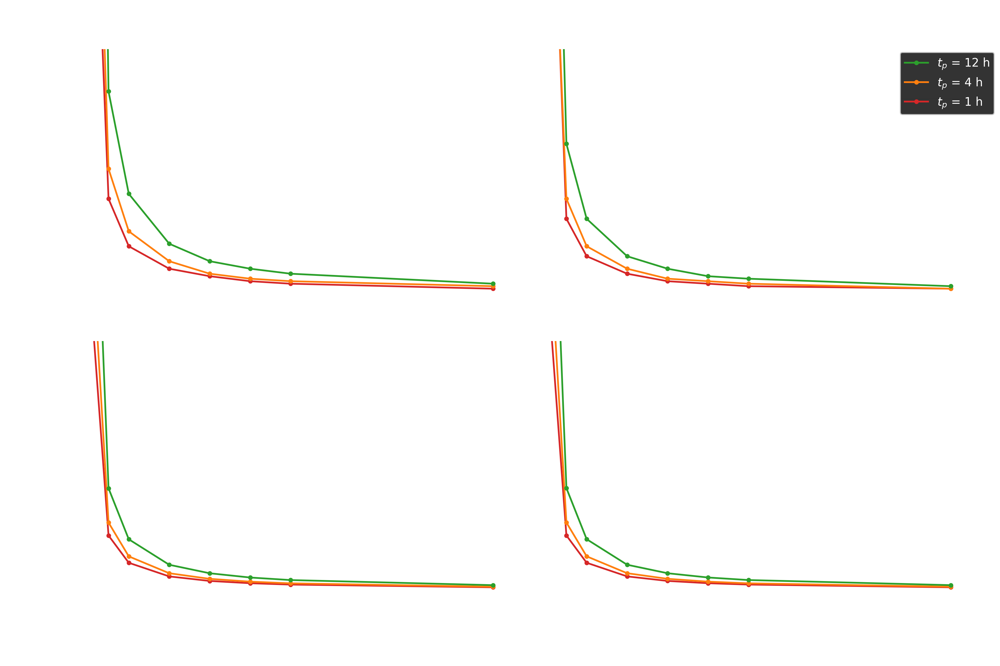 t_p = 12 h
t_p = 4 h
t_p = 1 h